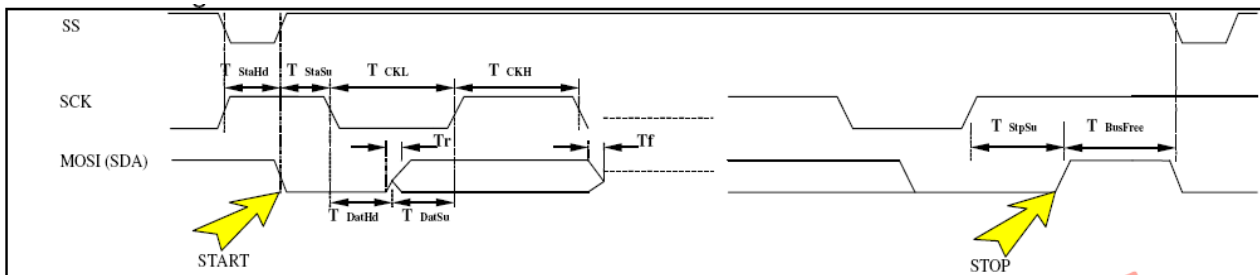 SS
T StaHd T StaSu T CKL T CKH
SCK
T StpSu T BusFree
Tr Tf
MOSI (SDA)
T DatHd T DatSu
START STOP